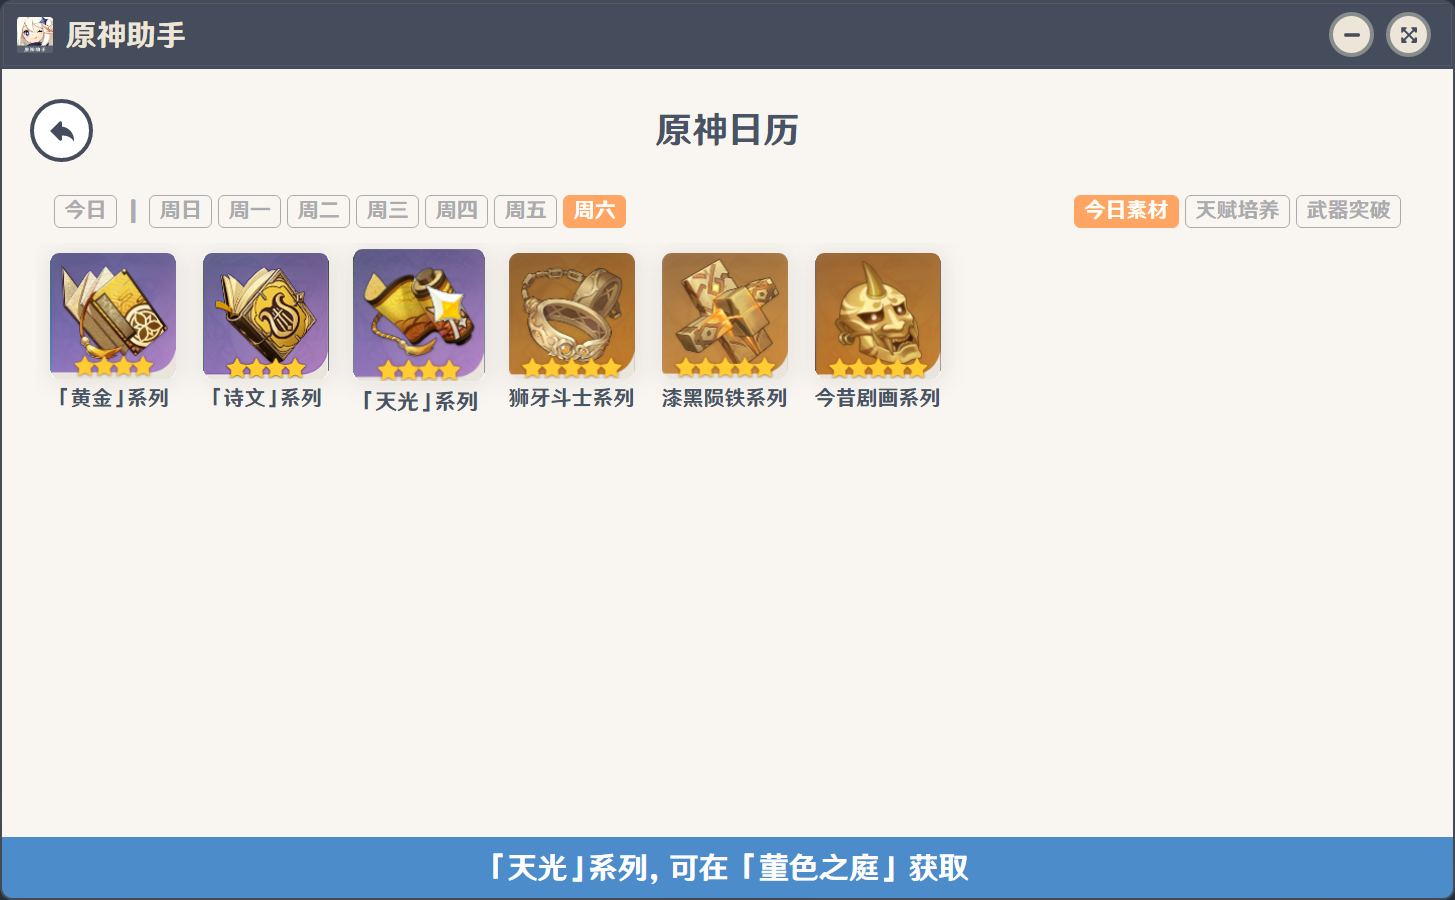 原神助手
原神日历
今日 | 周日 周一 周二 周三 周四 周五 周六 今日素材 天赋培养 武器突破
「黄金」系列 「诗文」系列 「天光」系列 狮牙斗士系列 漆黑陨铁系列 今昔剧画系列
「天光」系列, 可在「菫色之庭」获取